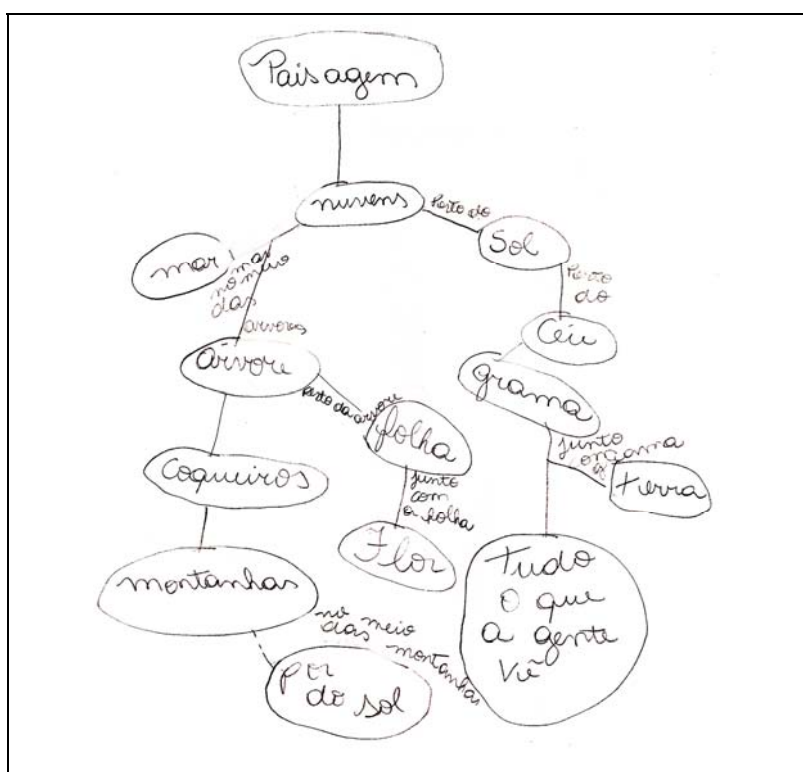 Paisagem
nuvens
Perto do
Sol
mar
mas
no meio
das
arvores
Perto
do
Céu
árvore
Perto da árvore
grama
folha
junto
grama
Coqueiros
junto
com
a folha
terra
Flor
montanhas
Tudo
o que
a gente
vê
no meio
das montanhas
por
do sol